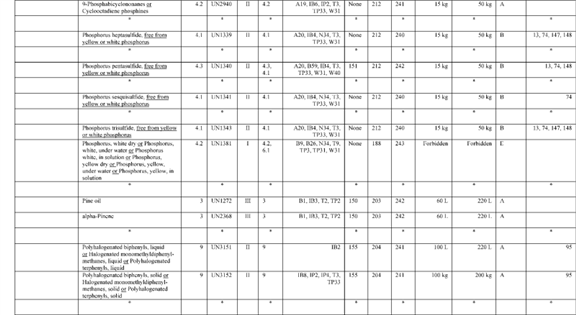 9-Phosphabicyclononanes or 4.2 UN2940 II 4.2 A19, IB6, IP2, T3, None 212 241 15 kg 50 kg A
Cyclooctadiene phosphines TP33, W31
* * * * * * *
Phosphorus heptasulfide, free from 4.1 UN1339 II 4.1 A20, IB4, N34, T3, None 212 240 15 kg 50 kg B 13, 74, 147, 148
yellow or white phosphorus TP33, W31
* * * * * * *
Phosphorus pentasulfide, free from 4.3 UN1340 II 4.3, A20, B59, IB4, T3, 151 212 242 15 kg 50 kg B 13, 74, 148
yellow or white phosphorus 4.1 TP33, W31, W40
* * * * * * *
Phosphorus sesquisulfide, free from 4.1 UN1341 II 4.1 A20, IB4, N34, T3, None 212 240 15 kg 50 kg B 74
yellow or white phosphorus TP33, W31
* * * * * * *
Phosphorus trisulfide, free from yellow 4.1 UN1343 II 4.1 A20, IB4, N34, T3, None 212 240 15 kg 50 kg B 13, 74, 147, 148
or white phosphorus TP33, W31
Phosphorus, white dry or Phosphorus, 4.2 UN1381 I 4.2, B9, B26, N34, T9, None 188 243 Forbidden Forbidden E
white, under water or Phosphorus 6.1 TP3, TP31, W31
white, in solution or Phosphorus,
yellow dry or Phosphorus, yellow,
under water or Phosphorus, yellow, in
solution
* * * * * * *
Pine oil 3 UN1272 III 3 B1, IB3, T2, TP2 150 203 242 60 L 220 L A
alpha-Pinene 3 UN2368 III 3 B1, IB3, T2, TP2 150 203 242 60 L 220 L A
* * * * * * *
Polyhalogenated biphenyls, liquid 9 UN3151 II 9 IB2 155 204 241 100 L 220 L A 95
or Halogenated monomethyldiphenyl-
methanes, liquid or Polyhalogenated
terphenyls, liquid
Polyhalogenated biphenyls, solid or 9 UN3152 II 9 IB8, IP2, IP4, T3, 155 204 241 100 kg 200 kg A 95
Halogenated monomethyldiphenyl- TP33
methanes, solid or Polyhalogenated
terphenyls, solid
* * * * * * *